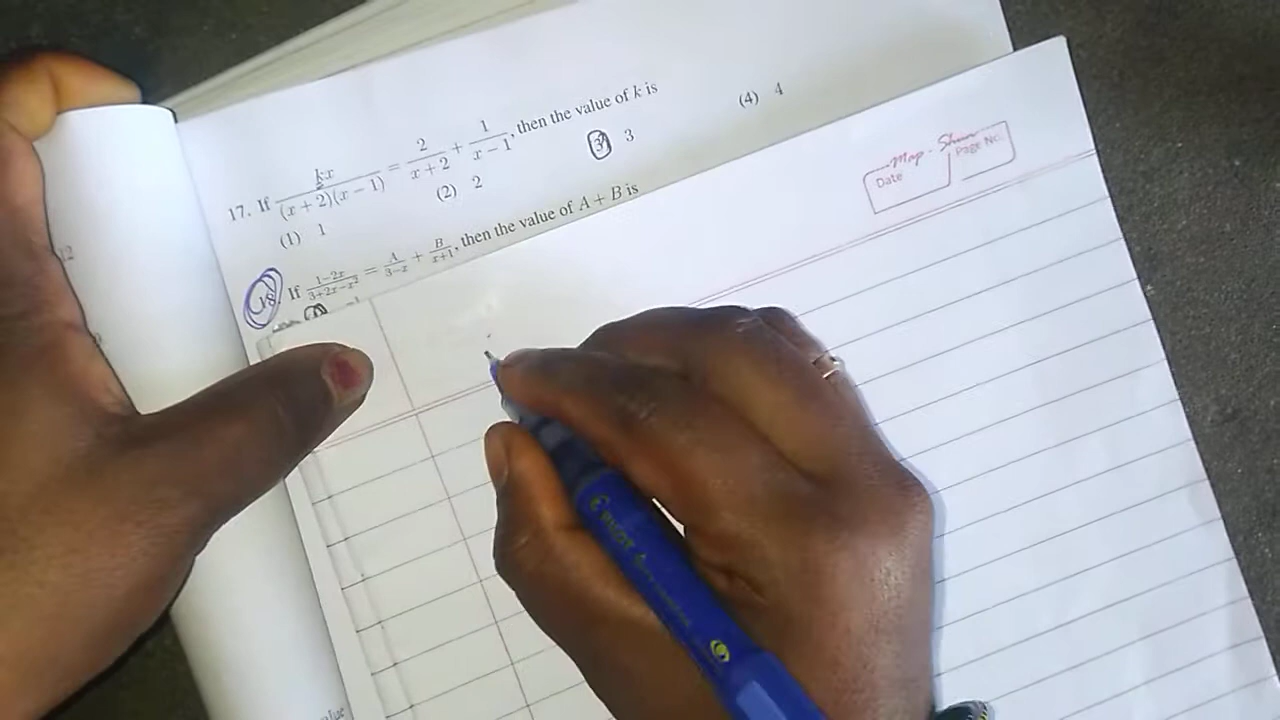 17. If kx/(x + 2)(x − 1) = 2/x + 2 + 1/x − 1, then the value of k is
(1) 1 (2) 2 (3) 3 (4) 4
18. If 1−2x/3+2x−x² = A/3−x + B/x+1, then the value of A + B is
Date
Page No.
PILOT